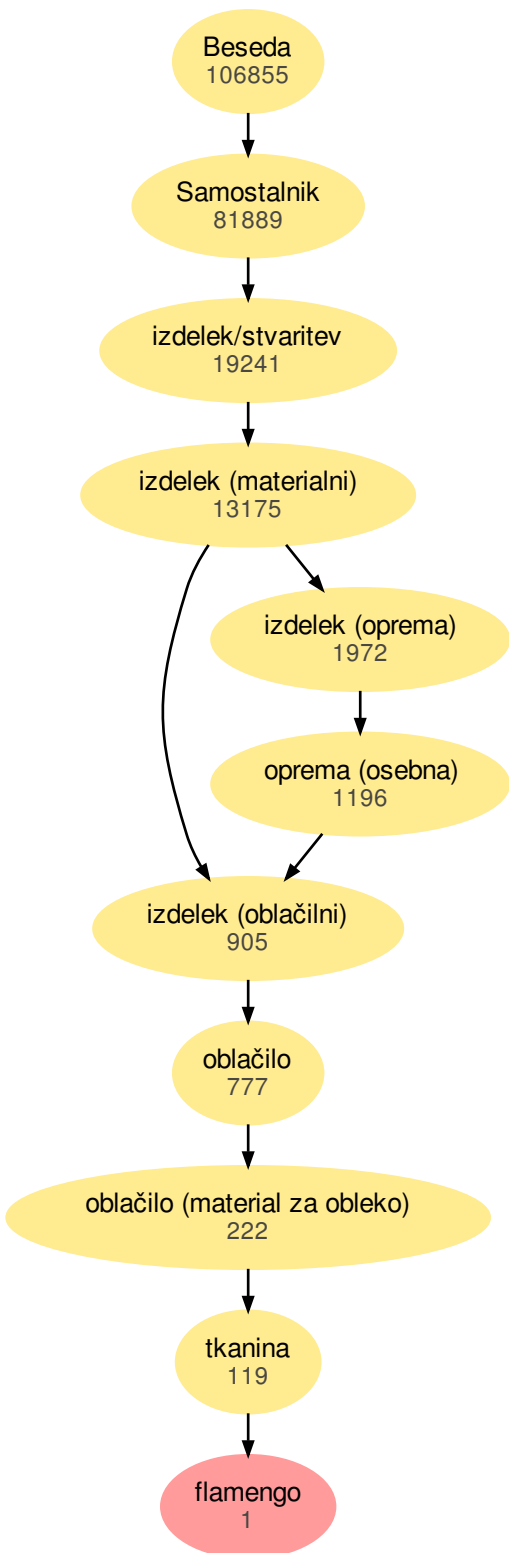 Beseda
106855
Samostalnik
81889
izdelek/stvaritev
19241
izdelek (materialni)
13175
izdelek (oprema)
1972
oprema (osebna)
1196
izdelek (oblačilni)
905
oblačilo
777
oblačilo (material za obleko)
222
tkanina
119
flamengo
1